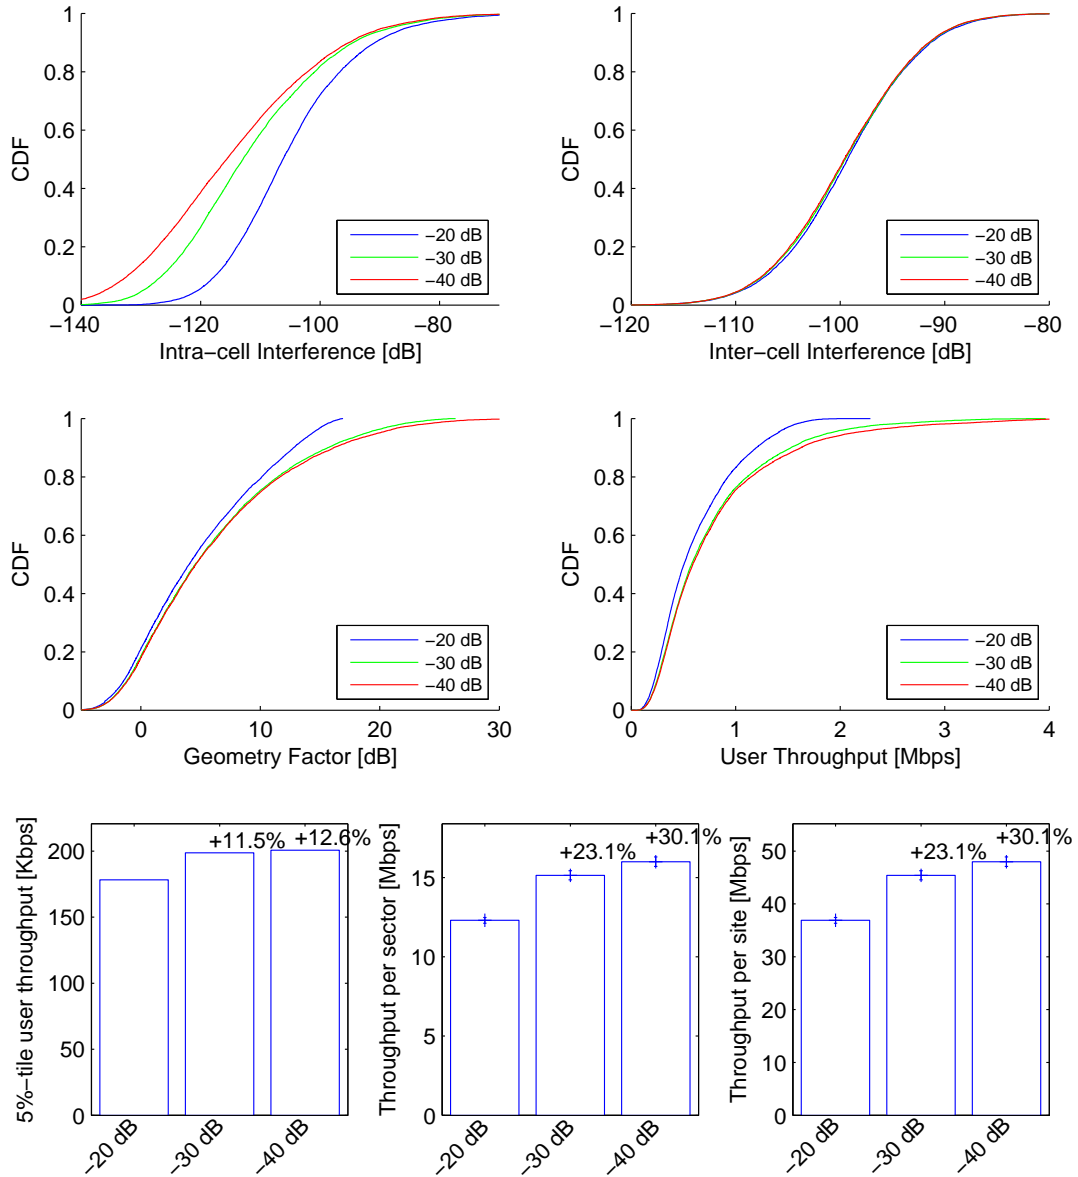 1
0.8
0.6
0.4
0.2
0
CDF
−140
−120
−100
−80
Intra−cell Interference [dB]
−20 dB
−30 dB
−40 dB
1
0.8
0.6
0.4
0.2
0
CDF
−120
−110
−100
−90
−80
Inter−cell Interference [dB]
−20 dB
−30 dB
−40 dB
1
0.8
0.6
0.4
0.2
0
CDF
0
10
20
30
Geometry Factor [dB]
−20 dB
−30 dB
−40 dB
1
0.8
0.6
0.4
0.2
0
CDF
0
1
2
3
4
User Throughput [Mbps]
−20 dB
−30 dB
−40 dB
200
150
100
50
0
5%−tile user throughput [Kbps]
+11.5%
+12.6%
−20 dB
−30 dB
−40 dB
15
10
5
0
Throughput per sector [Mbps]
+23.1%
+30.1%
−20 dB
−30 dB
−40 dB
50
40
30
20
10
0
Throughput per site [Mbps]
+23.1%
+30.1%
−20 dB
−30 dB
−40 dB